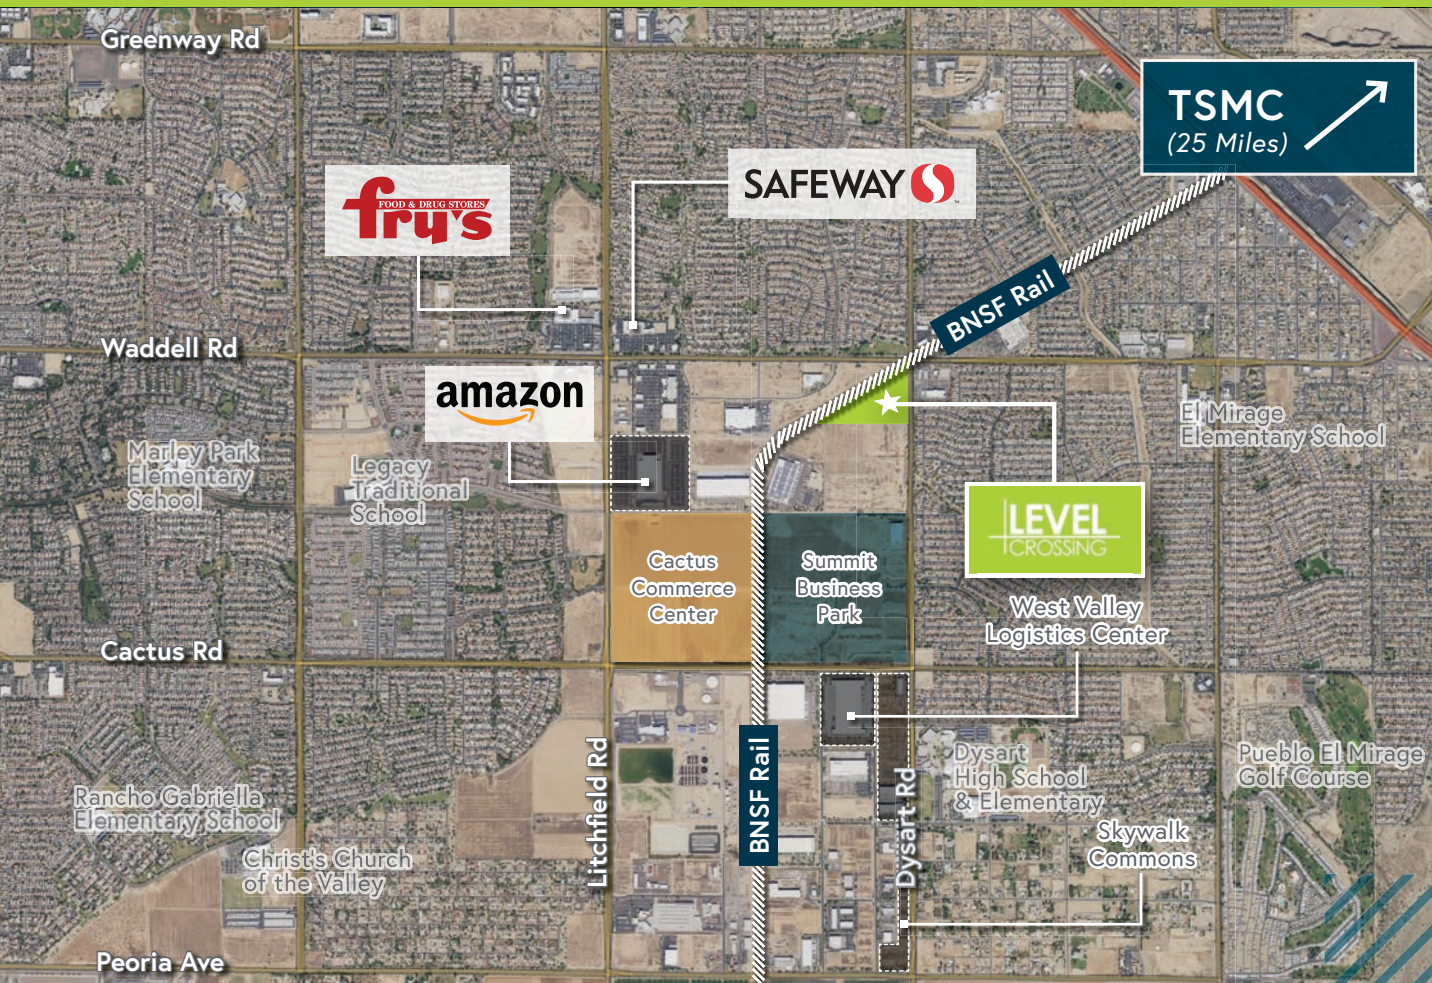 Greenway Rd
TSMC
(25 Miles)
FOOD & DRUG STORES
fry's
SAFEWAY
BNSF Rail
Waddell Rd
amazon
El Mirage
Elementary School
Marley Park
Elementary
School
Legacy
Traditional
School
LEVEL
CROSSING
Cactus
Commerce
Center
Summit
Business
Park
West Valley
Logistics Center
Cactus Rd
Litchfield Rd
BNSF Rail
Dysart Rd
Dysart
High School
& Elementary
Pueblo El Mirage
Golf Course
Rancho Gabriella
Elementary School
Skywalk
Commons
Christ's Church
of the Valley
Peoria Ave